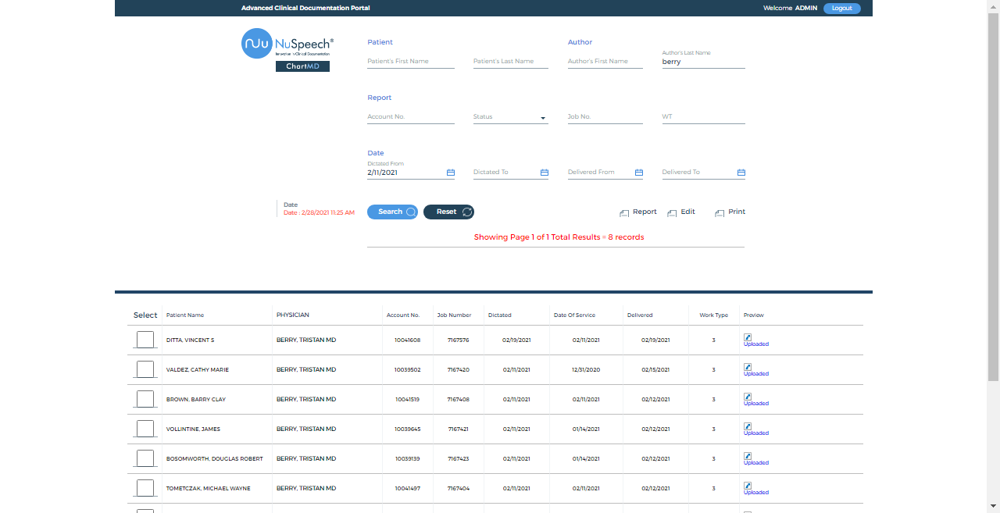 Advanced Clinical Documentation Portal
Welcome ADMIN Logout
NuSpeech®
Innovation in Clinical Documentation
ChartMD
Patient Author
Patient's First Name Patient's Last Name Author's First Name Author's Last Name
berry
Report
Account No. Status Job No. WT
Date
Dictated From
2/11/2021 Dictated To Delivered From Delivered To
Date
Date : 2/28/2021 11:25 AM
Search Reset Report Edit Print
Showing Page 1 of 1 Total Results = 8 records
Select Patient Name PHYSICIAN Account No. Job Number Dictated Date Of Service Delivered Work Type Preview
DITTA, VINCENT S BERRY, TRISTAN MD 10041608 7167576 02/19/2021 02/11/2021 02/19/2021 3 Uploaded
VALDEZ, CATHY MARIE BERRY, TRISTAN MD 10039502 7167420 02/11/2021 12/31/2020 02/15/2021 3 Uploaded
BROWN, BARRY CLAY BERRY, TRISTAN MD 10041519 7167408 02/11/2021 02/11/2021 02/12/2021 3 Uploaded
VOLLINTINE, JAMES BERRY, TRISTAN MD 10039645 7167421 02/11/2021 01/14/2021 02/12/2021 3 Uploaded
BOSOMWORTH, DOUGLAS ROBERT BERRY, TRISTAN MD 10039139 7167423 02/11/2021 01/14/2021 02/12/2021 3 Uploaded
TOMETCZAK, MICHAEL WAYNE BERRY, TRISTAN MD 10041497 7167404 02/11/2021 02/11/2021 02/12/2021 3 Uploaded